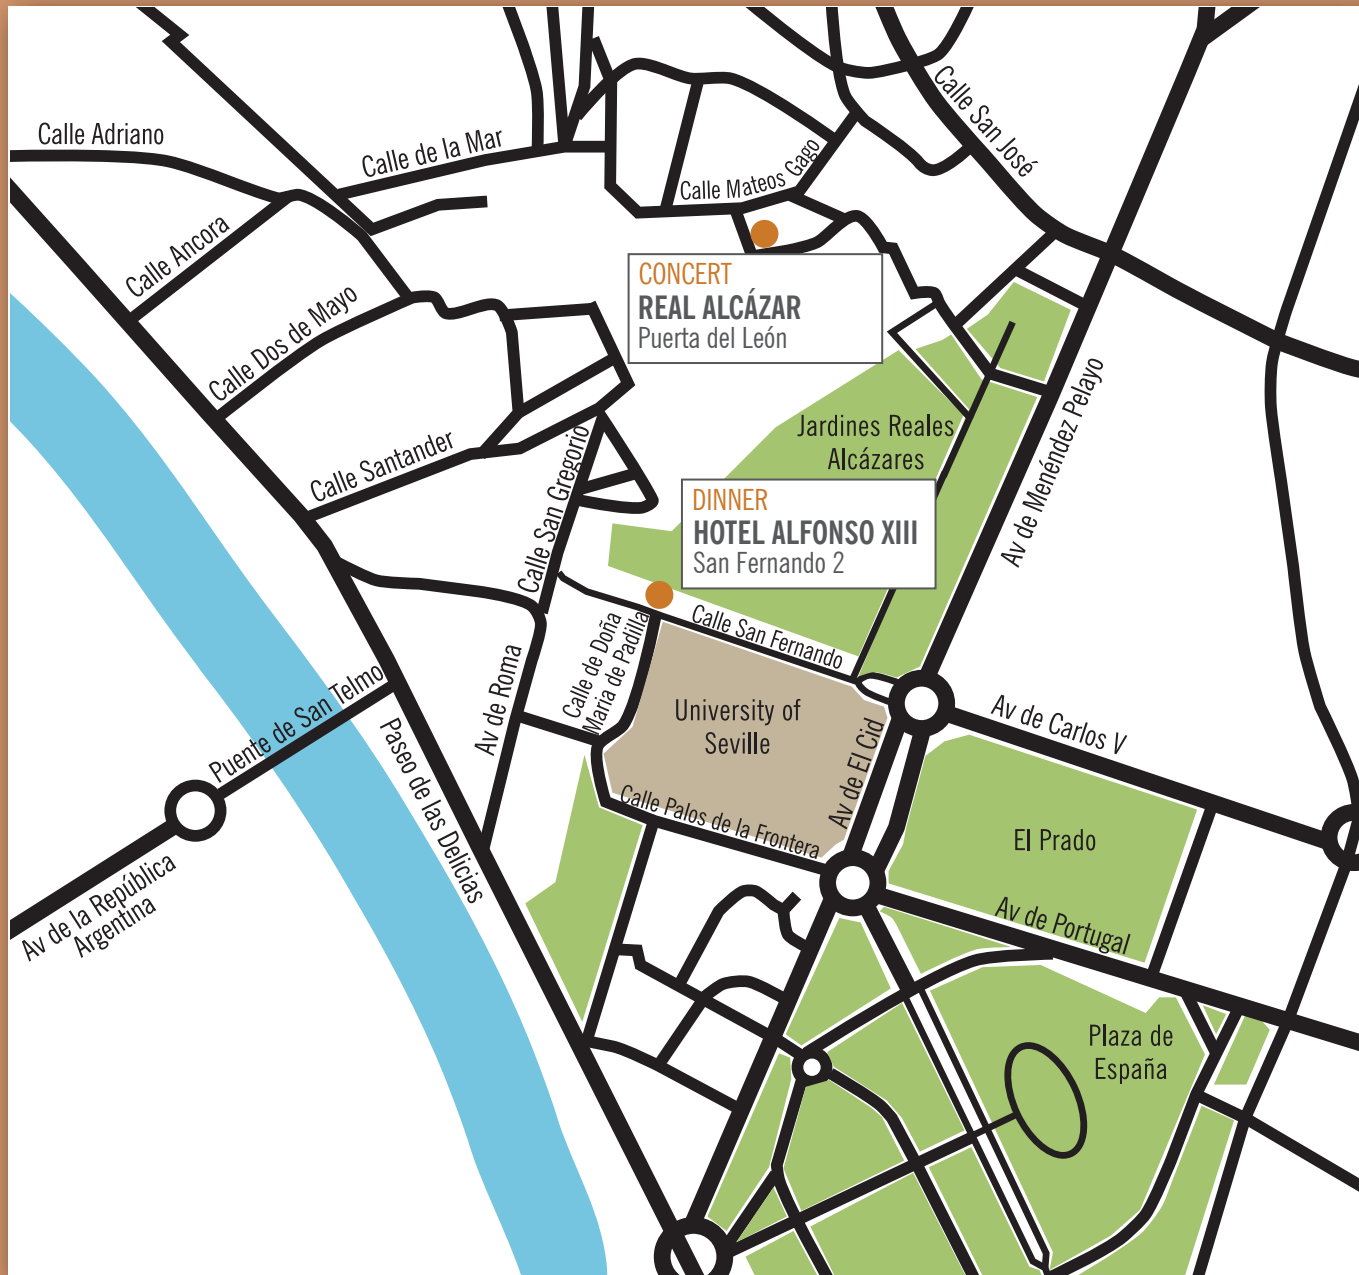 Calle San José
Calle Adriano
Calle de la Mar
Calle Mateos Gago
Calle Ancora
CONCERT
REAL ALCÁZAR
Puerta del León
Calle Dos de Mayo
Av de Menéndez Pelayo
Jardines Reales
Alcázares
Calle Santander
Calle San Gregorio
DINNER
HOTEL ALFONSO XIII
San Fernando 2
Calle San Fernando
Calle de Doña
Maria de Padilla
Av de Roma
Puente de San Telmo
Paseo de las Delicias
University of
Seville
Av de El Cid
Av de Carlos V
Calle Palos de la Frontera
El Prado
Av de la República
Argentina
Av de Portugal
Plaza de
España